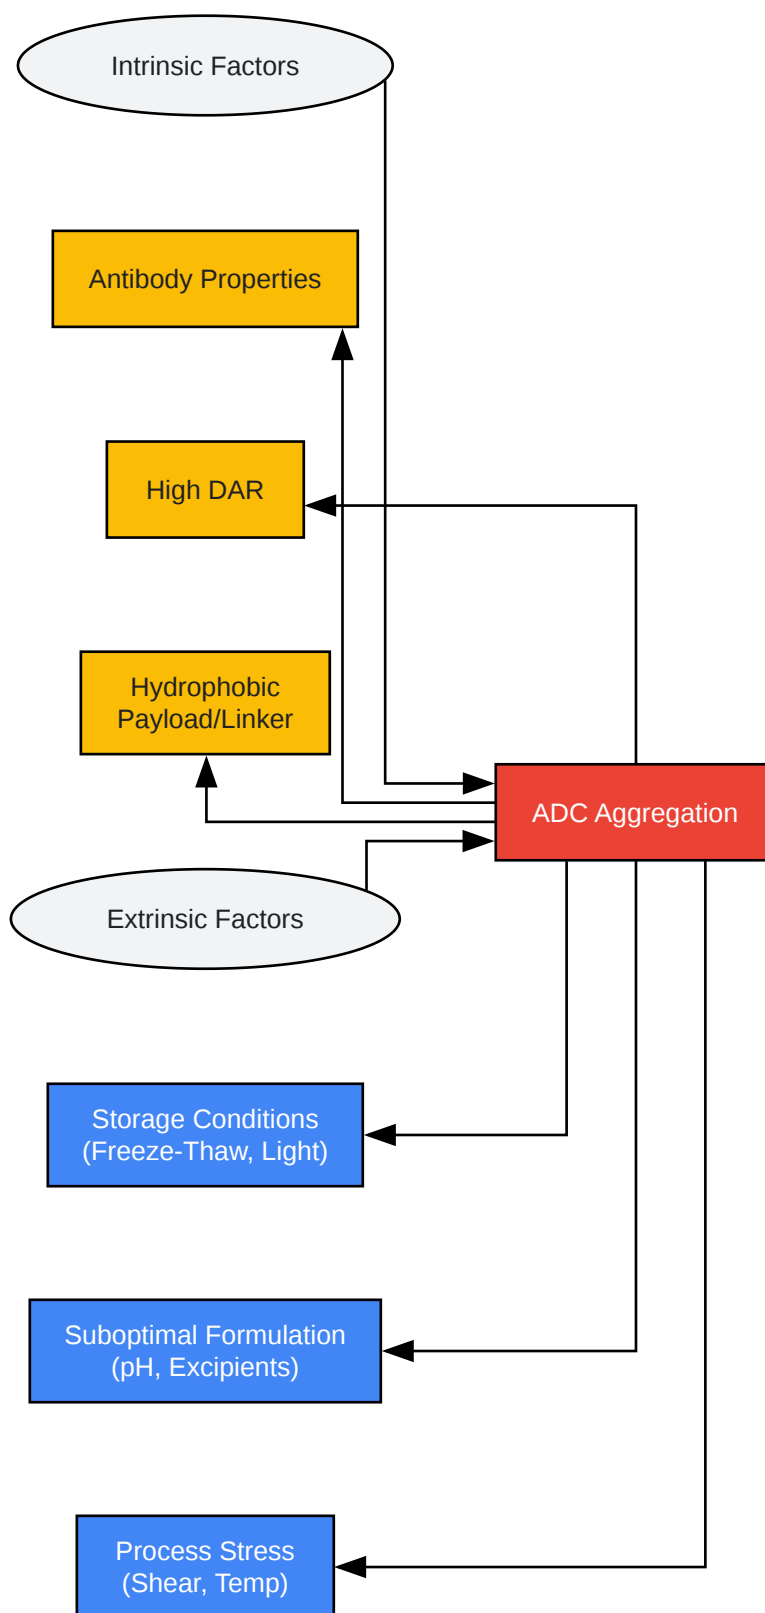 Intrinsic Factors
Antibody Properties
High DAR
Hydrophobic
Payload/Linker
ADC Aggregation
Extrinsic Factors
Storage Conditions
(Freeze-Thaw, Light)
Suboptimal Formulation
(pH, Excipients)
Process Stress
(Shear, Temp)